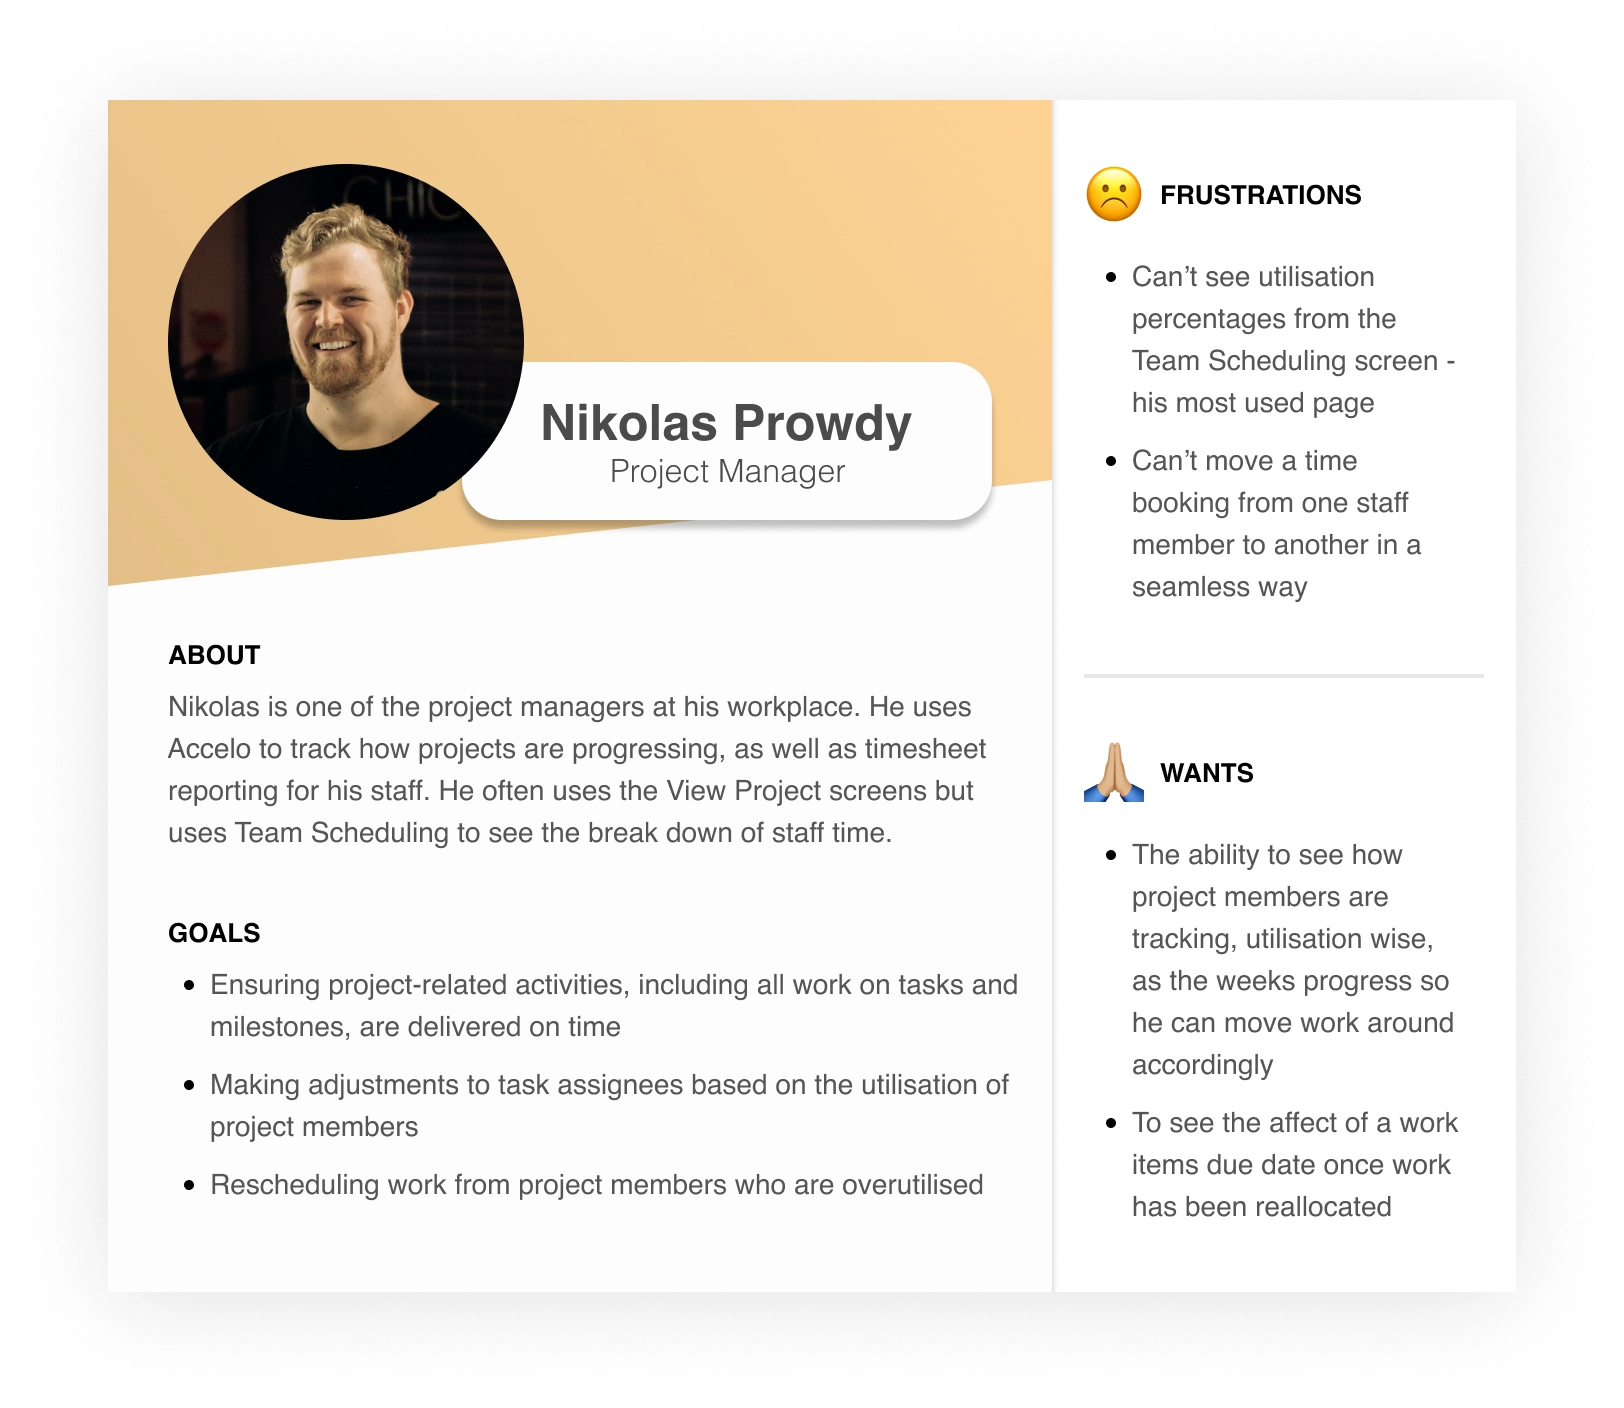 Nikolas Prowdy
Project Manager
ABOUT
Nikolas is one of the project managers at his workplace. He uses
Accelo to track how projects are progressing, as well as timesheet
reporting for his staff. He often uses the View Project screens but
uses Team Scheduling to see the break down of staff time.
GOALS
• Ensuring project-related activities, including all work on tasks and
milestones, are delivered on time
• Making adjustments to task assignees based on the utilisation of
project members
• Rescheduling work from project members who are overutilised
FRUSTRATIONS
• Can’t see utilisation
percentages from the
Team Scheduling screen -
his most used page
• Can’t move a time
booking from one staff
member to another in a
seamless way
WANTS
• The ability to see how
project members are
tracking, utilisation wise,
as the weeks progress so
he can move work around
accordingly
• To see the affect of a work
items due date once work
has been reallocated